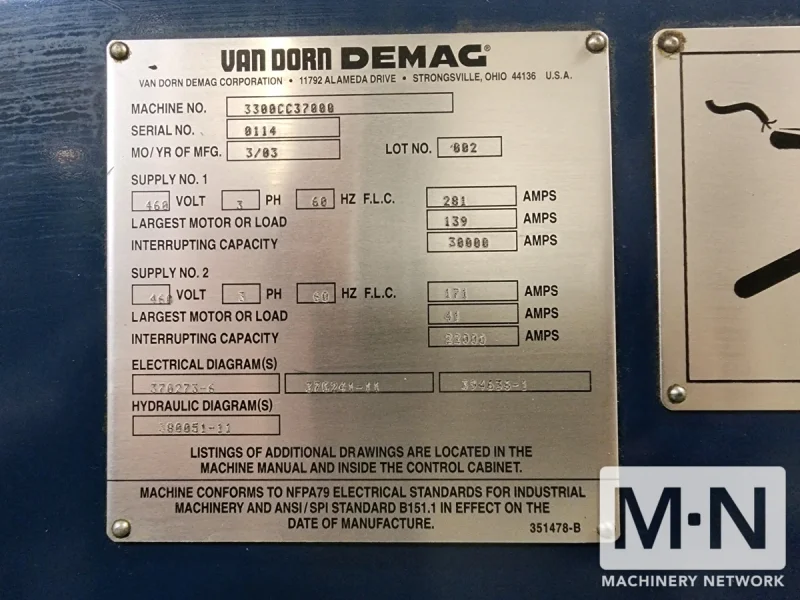 VAN DORN DEMAG®
VAN DORN DEMAG CORPORATION • 11792 ALAMEDA DRIVE • STRONGSVILLE, OHIO 44136 U.S.A.
MACHINE NO. 3300CC37000
SERIAL NO. 0114
MO/YR OF MFG. 3/03 LOT NO. 002
SUPPLY NO. 1
460 VOLT 3 PH 60 HZ F.L.C. 281 AMPS
LARGEST MOTOR OR LOAD 139 AMPS
INTERRUPTING CAPACITY 30000 AMPS
SUPPLY NO. 2
460 VOLT 3 PH 60 HZ F.L.C. 171 AMPS
LARGEST MOTOR OR LOAD AMPS
INTERRUPTING CAPACITY AMPS
ELECTRICAL DIAGRAM(S)
HYDRAULIC DIAGRAM(S)
LISTINGS OF ADDITIONAL DRAWINGS ARE LOCATED IN THE
MACHINE MANUAL AND INSIDE THE CONTROL CABINET.
MACHINE CONFORMS TO NFPA79 ELECTRICAL STANDARDS FOR INDUSTRIAL
MACHINERY AND ANSI/SPI STANDARD B151.1 IN EFFECT ON THE
DATE OF MANUFACTURE.
351478-B
M·N
MACHINERY NETWORK